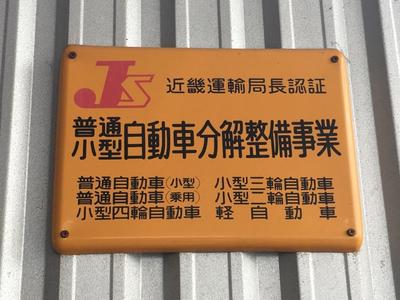 JS 近畿運輸局長認証
普通小型自動車分解整備事業
普通自動車(小型) 小型三輪自動車
普通自動車(乗用) 小型二輪自動車
小型四輪自動車 軽自動車